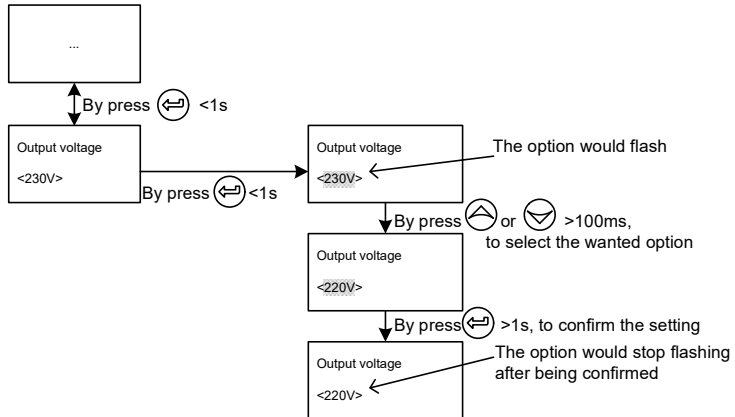 ...
By press <1s
Output voltage
<230V>
By press <1s
Output voltage
<230V>
The option would flash
By press or >100ms,
to select the wanted option
Output voltage
<220V>
By press >1s, to confirm the setting
Output voltage
<220V>
The option would stop flashing
after being confirmed